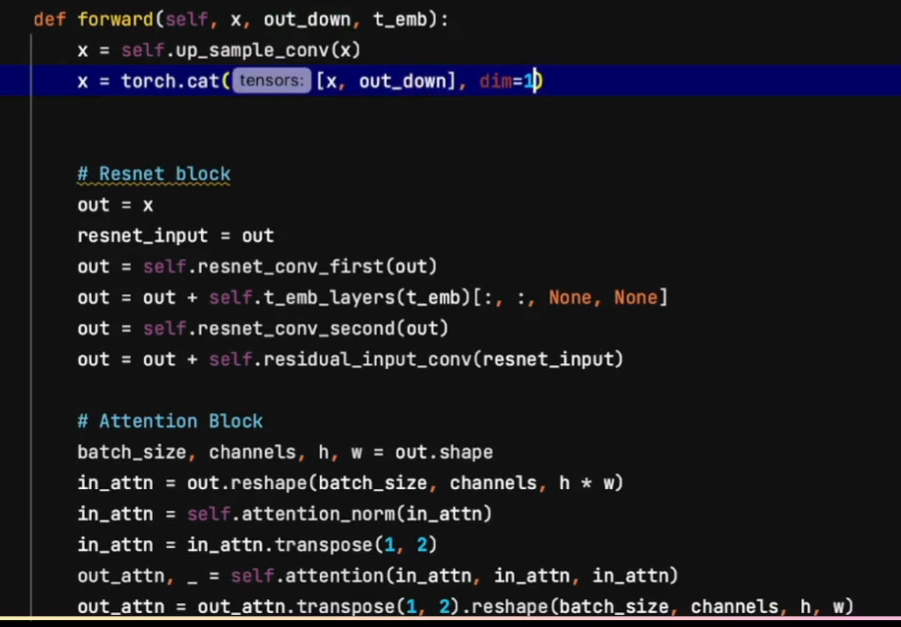 def forward(self, x, out_down, t_emb):
x = self.up_sample_conv(x)
x = torch.cat( tensors: [x, out_down], dim=1)
# Resnet block
out = x
resnet_input = out
out = self.resnet_conv_first(out)
out = out + self.t_emb_layers(t_emb)[:, :, None, None]
out = self.resnet_conv_second(out)
out = out + self.residual_input_conv(resnet_input)
# Attention Block
batch_size, channels, h, w = out.shape
in_attn = out.reshape(batch_size, channels, h * w)
in_attn = self.attention_norm(in_attn)
in_attn = in_attn.transpose(1, 2)
out_attn, _ = self.attention(in_attn, in_attn, in_attn)
out_attn = out_attn.transpose(1, 2).reshape(batch_size, channels, h, w)